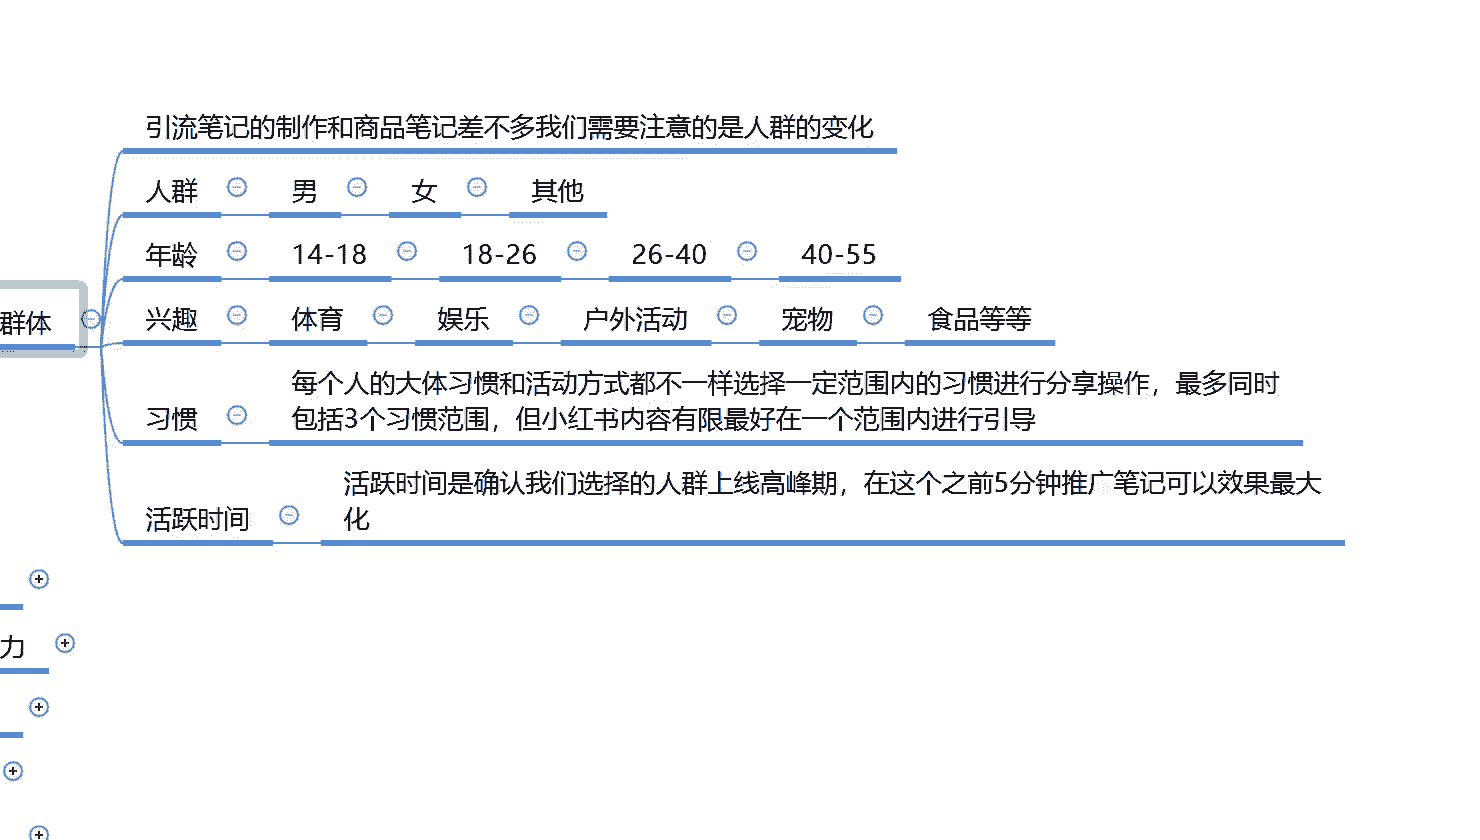 引流笔记的制作和商品笔记差不多我们需要注意的是人群的变化
人群 男 女 其他
年龄 14-18 18-26 26-40 40-55
群体
兴趣 体育 娱乐 户外活动 宠物 食品等等
每个人的大体习惯和活动方式都不一样选择一定范围内的习惯进行分享操作，最多同时
习惯
包括3个习惯范围，但小红书内容有限最好在一个范围内进行引导
活跃时间是确认我们选择的人群上线高峰期，在这个之前5分钟推广笔记可以效果最大
活跃时间
化
力